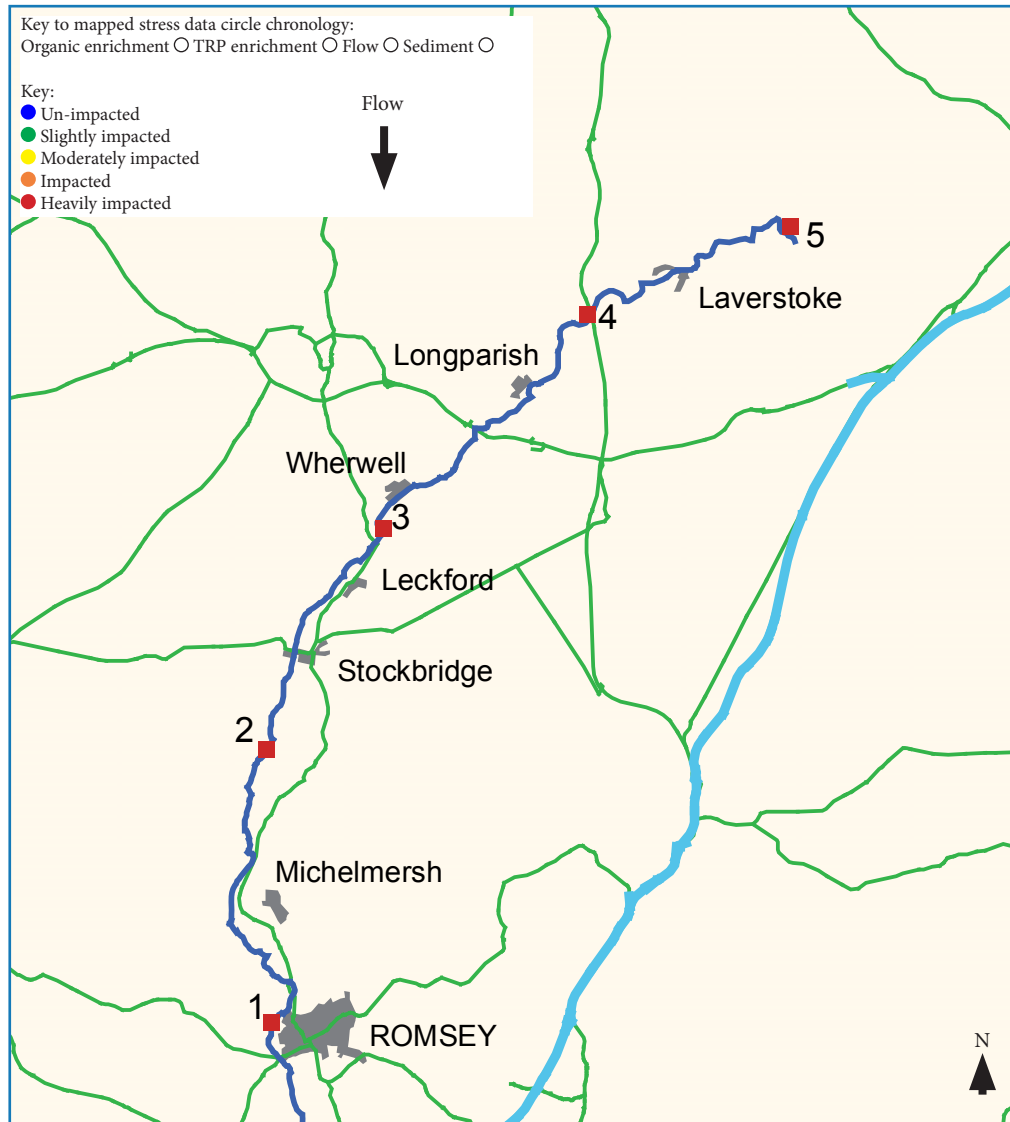 Key to mapped stress data circle chronology:
Organic enrichment ○ TRP enrichment ○ Flow ○ Sediment ○
Key:
Un-impacted
Slightly impacted
Moderately impacted
Impacted
Heavily impacted
Flow
5
Laverstoke
4
Longparish
Wherwell
3
Leckford
Stockbridge
2
Michelmersh
1
ROMSEY
N